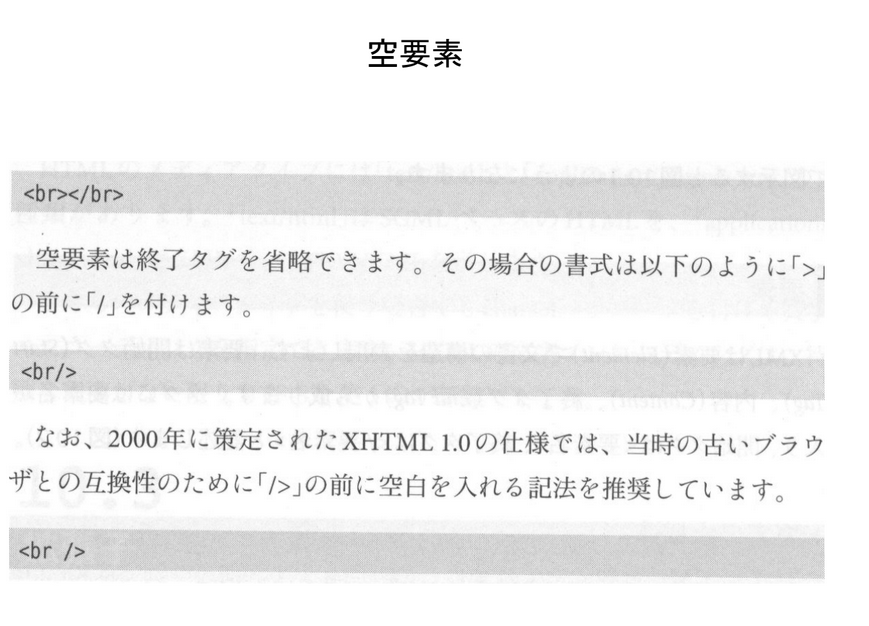 空要素
<br></br>
空要素は終了タグを省略できます。その場合の書式は以下のように「>」
の前に「/」を付けます。
<br/>
なお、2000年に策定されたXHTML 1.0の仕様では、当時の古いブラウ
ザとの互換性のために「/>」の前に空白を入れる記法を推奨しています。
<br />